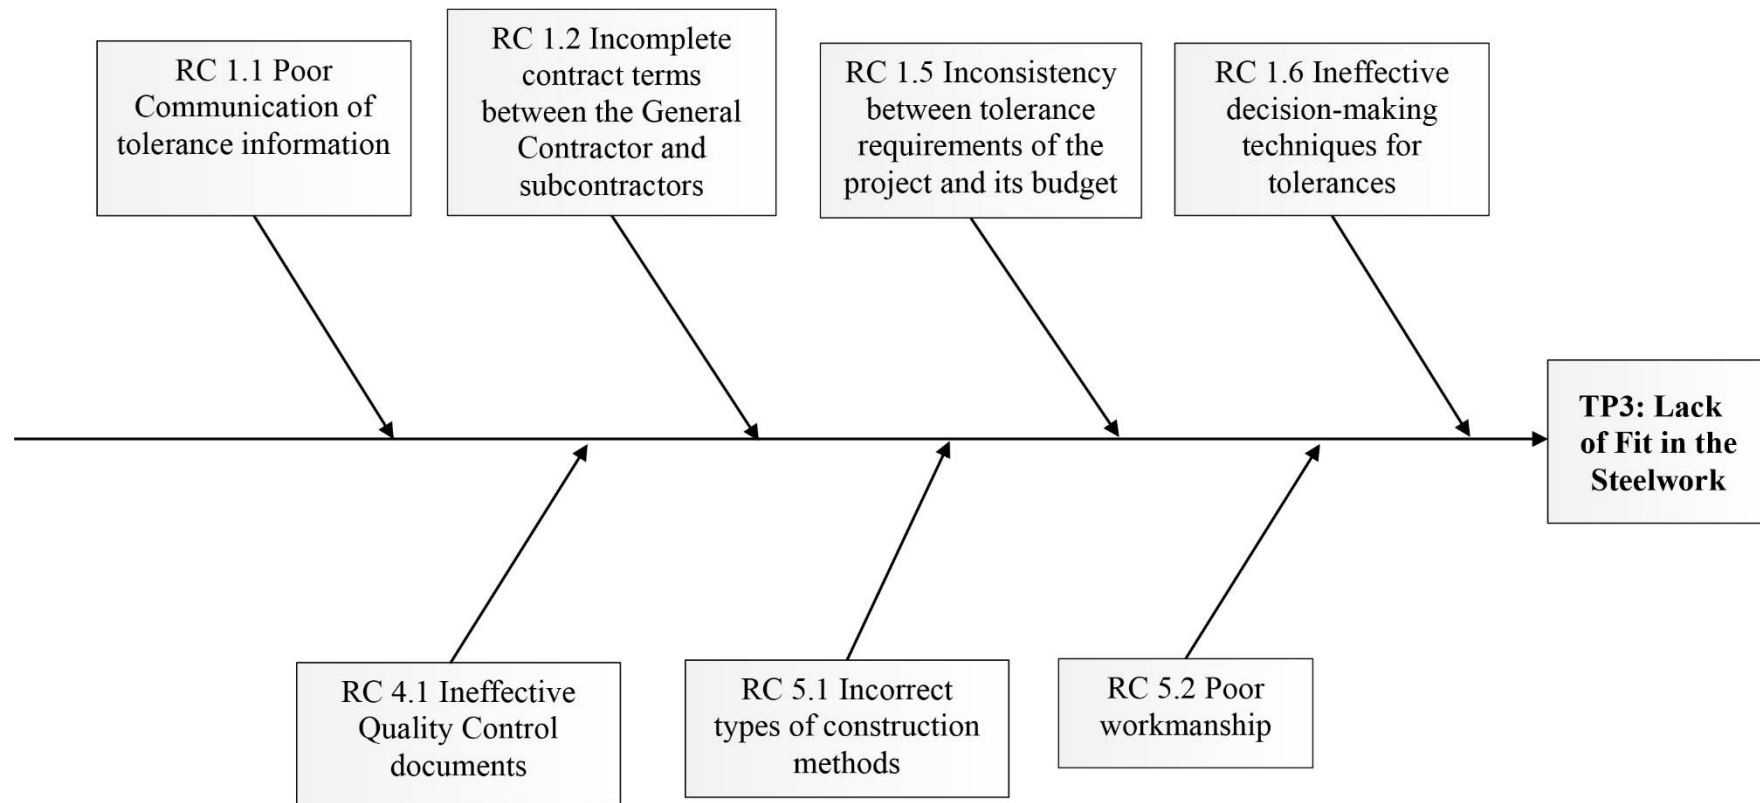 RC 1.1 Poor
Communication of
tolerance information
RC 1.2 Incomplete
contract terms
between the General
Contractor and
subcontractors
RC 1.5 Inconsistency
between tolerance
requirements of the
project and its budget
RC 1.6 Ineffective
decision-making
techniques for
tolerances
TP3: Lack
of Fit in the
Steelwork
RC 4.1 Ineffective
Quality Control
documents
RC 5.1 Incorrect
types of construction
methods
RC 5.2 Poor
workmanship